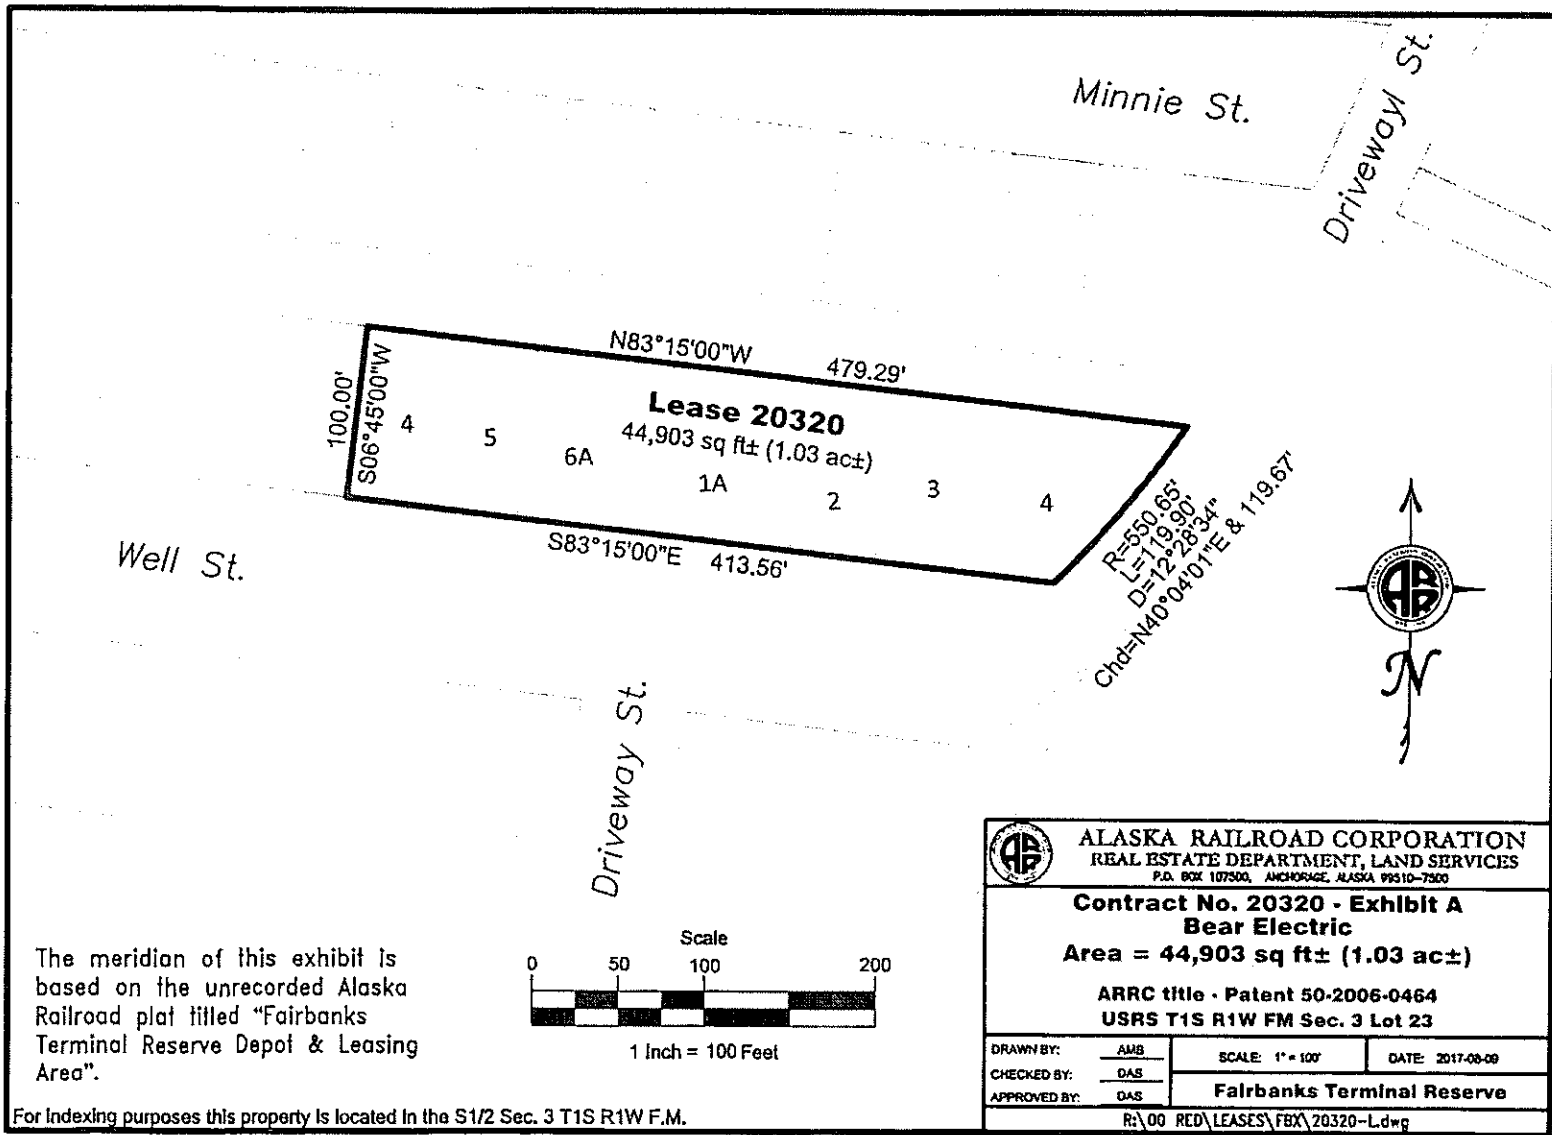 Minnie St.
Driveway St.
N83°15'00"W 479.29'
100.00'
S06°45'00"W
Lease 20320
44,903 sq ft± (1.03 ac±)
4
5
6A
1A
2
3
4
S83°15'00"E 413.56'
R=550.65'
L=119.90'
D=12°28'34"
Chd=N40°04'01"E & 119.67'
Well St.
Driveway St.
N
The meridian of this exhibit is
based on the unrecorded Alaska
Railroad plat titled "Fairbanks
Terminal Reserve Depot & Leasing
Area".
Scale
0 50 100 200
1 Inch = 100 Feet
For indexing purposes this property is located in the S1/2 Sec. 3 T1S R1W F.M.
ALASKA RAILROAD CORPORATION
REAL ESTATE DEPARTMENT, LAND SERVICES
P.O. BOX 107500, ANCHORAGE, ALASKA 99510-7500
Contract No. 20320 - Exhibit A
Bear Electric
Area = 44,903 sq ft± (1.03 ac±)
ARRC title - Patent 50-2006-0464
USRS T1S R1W FM Sec. 3 Lot 23
DRAWN BY: AMB
CHECKED BY: DAS
APPROVED BY: DAS
SCALE: 1" = 100'
DATE: 2017-08-09
Fairbanks Terminal Reserve
R:\00 RED\LEASES\FBX\20320-L.dwg